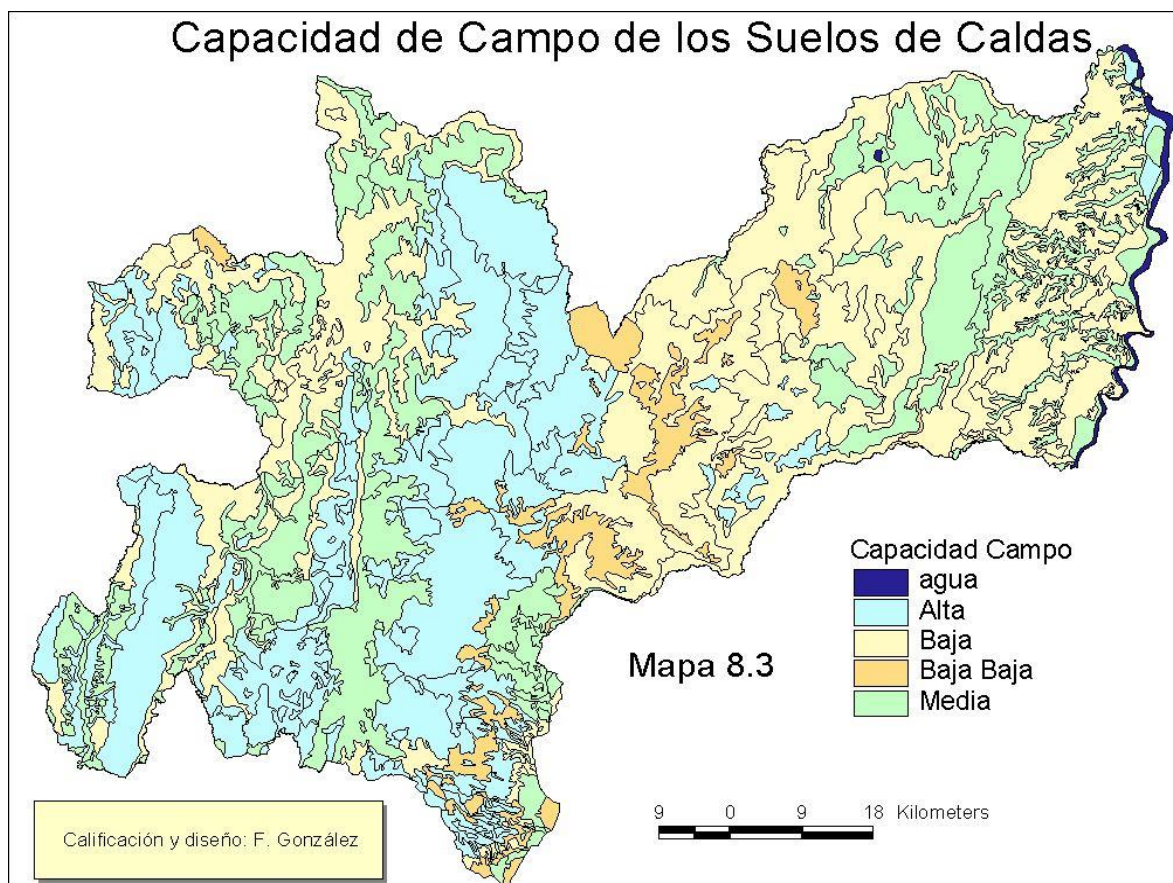 Capacidad de Campo de los Suelos de Caldas
Capacidad Campo
agua
Alta
Baja
Baja Baja
Media
Mapa 8.3
9 0 9 18 Kilometers
Calificación y diseño: F. González